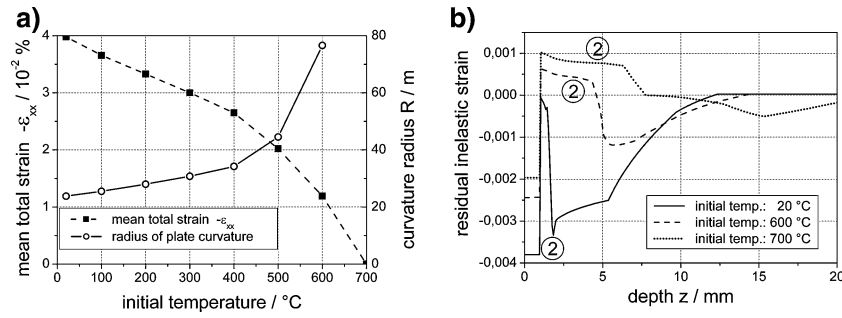 a)
mean total strain -εxx / 10-2 %
4
3
2
1
0
80
60
40
20
0
curvature radius R / m
mean total strain -εxx
radius of plate curvature
0 100 200 300 400 500 600 700
initial temperature / °C
b)
residual inelastic strain
0,001
0,000
-0,001
-0,002
-0,003
-0,004
2
2
2
initial temp.: 20 °C
initial temp.: 600 °C
initial temp.: 700 °C
0 5 10 15 20
depth z / mm